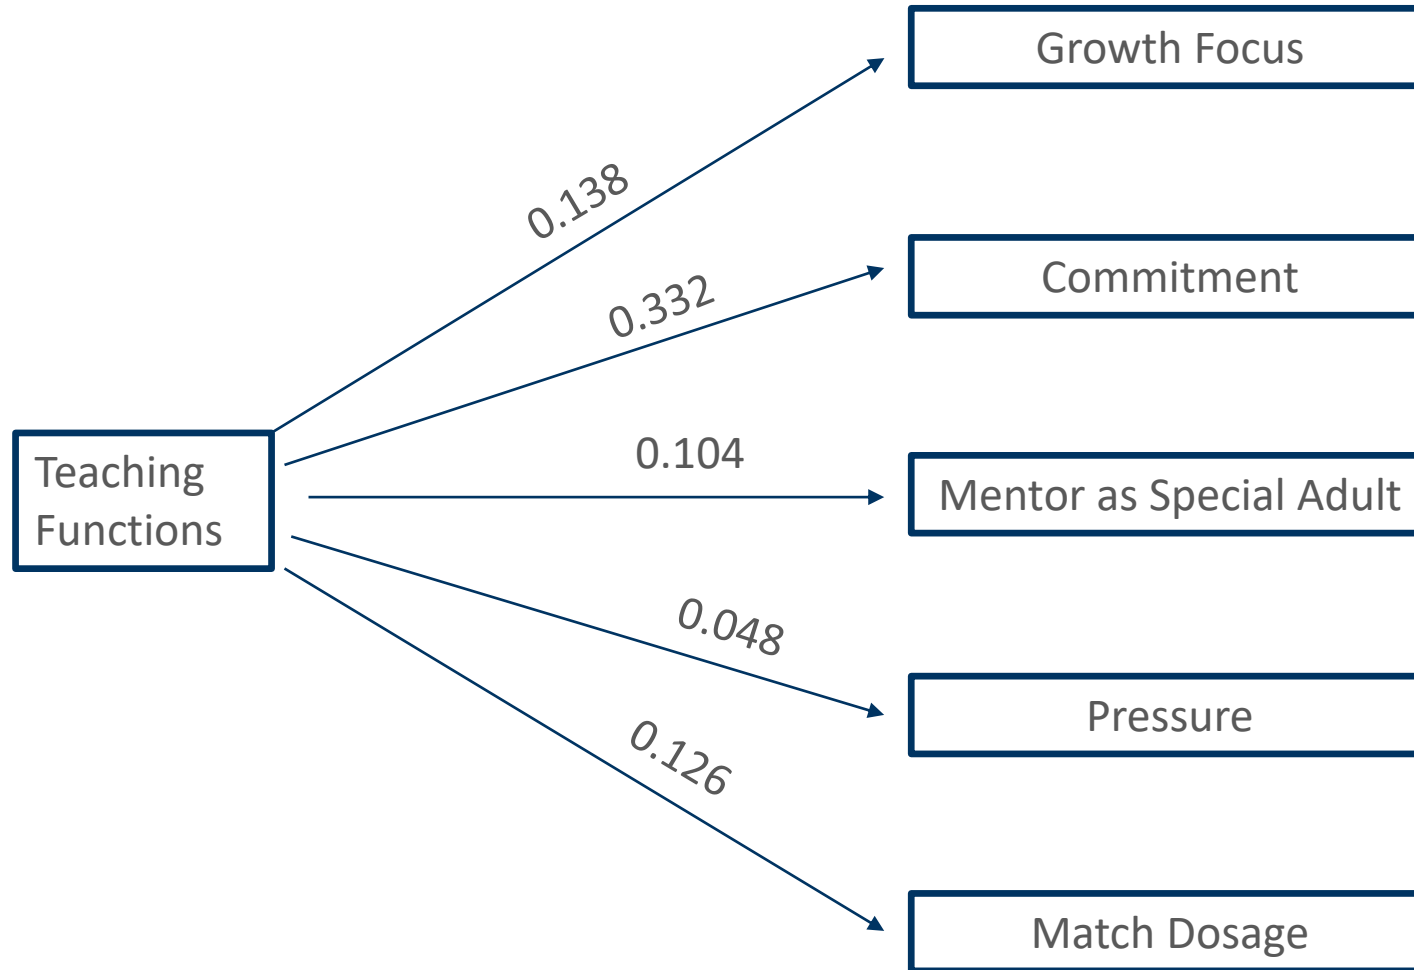 Growth Focus
0.138
Commitment
0.332
Teaching
Functions
0.104
Mentor as Special Adult
0.048
Pressure
0.126
Match Dosage